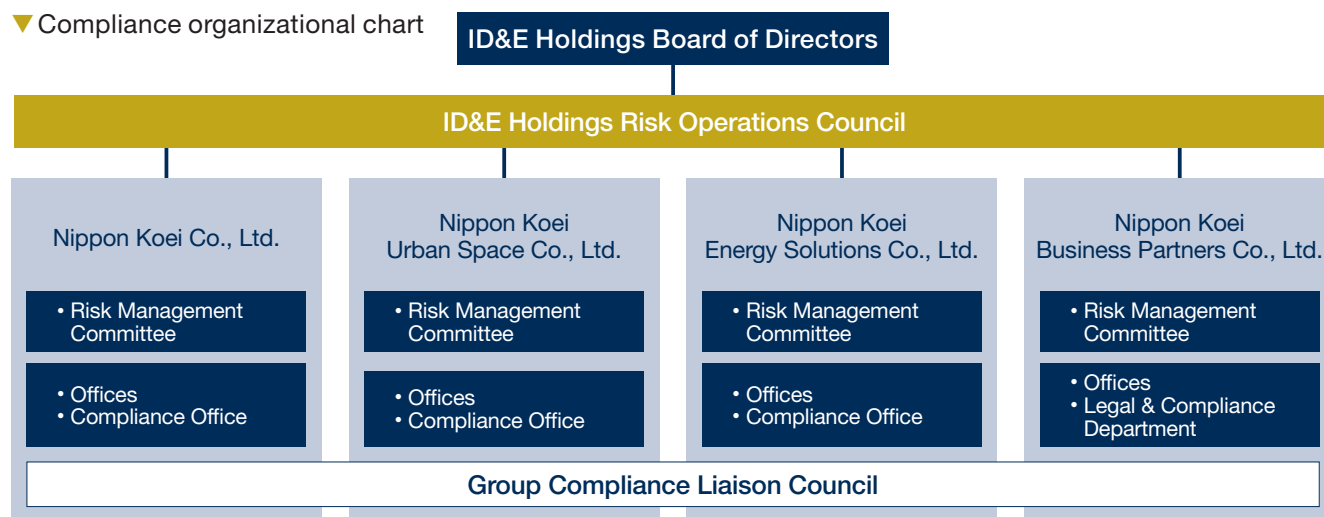 ▼Compliance organizational chart
ID&E Holdings Board of Directors
ID&E Holdings Risk Operations Council
Nippon Koei Co., Ltd.
• Risk Management
Committee
• Offices
• Compliance Office
Nippon Koei
Urban Space Co., Ltd.
• Risk Management
Committee
• Offices
• Compliance Office
Nippon Koei
Energy Solutions Co., Ltd.
• Risk Management
Committee
• Offices
• Compliance Office
Nippon Koei
Business Partners Co., Ltd.
• Risk Management
Committee
• Offices
• Legal & Compliance
Department
Group Compliance Liaison Council